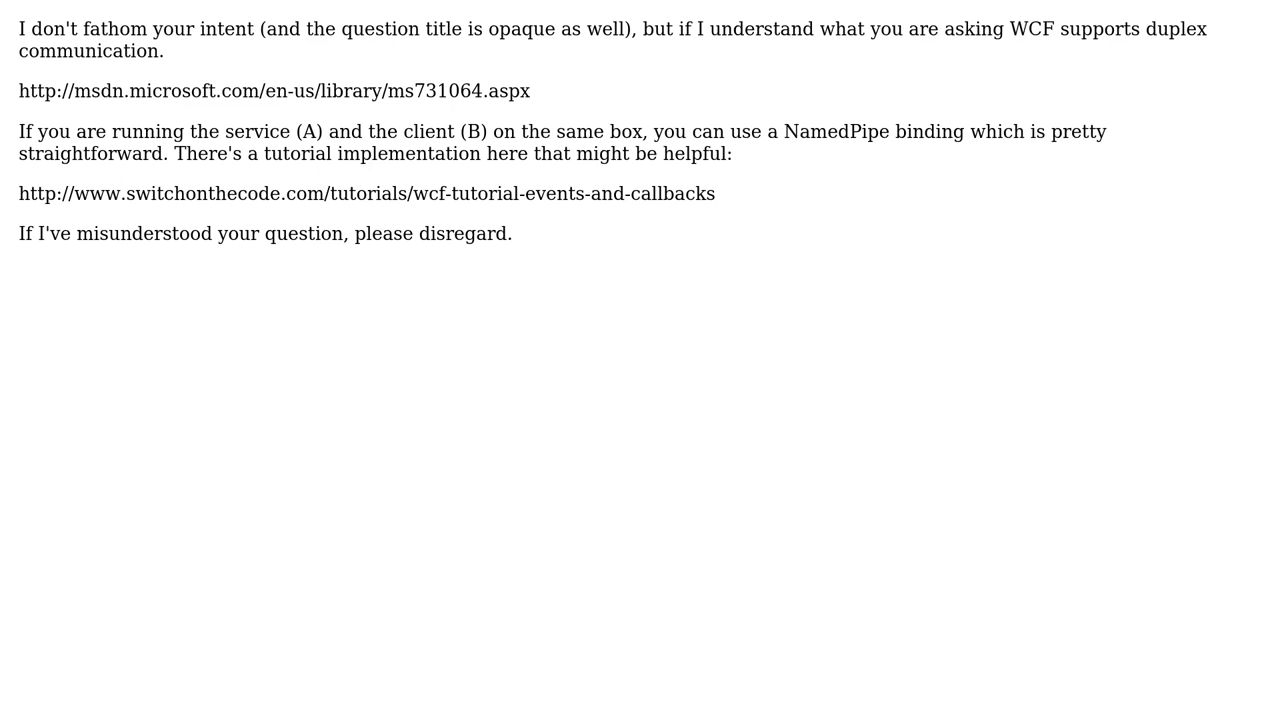 I don't fathom your intent (and the question title is opaque as well), but if I understand what you are asking WCF supports duplex
communication.
http://msdn.microsoft.com/en-us/library/ms731064.aspx
If you are running the service (A) and the client (B) on the same box, you can use a NamedPipe binding which is pretty
straightforward. There's a tutorial implementation here that might be helpful:
http://www.switchonthecode.com/tutorials/wcf-tutorial-events-and-callbacks
If I've misunderstood your question, please disregard.